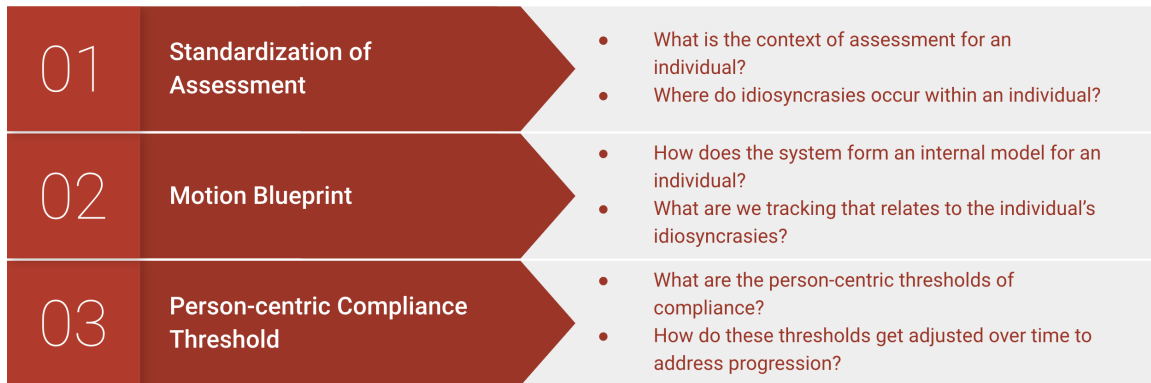 01
Standardization of
Assessment
● What is the context of assessment for an
individual?
● Where do idiosyncrasies occur within an individual?
02
Motion Blueprint
● How does the system form an internal model for an
individual?
● What are we tracking that relates to the individual’s
idiosyncrasies?
03
Person-centric Compliance
Threshold
● What are the person-centric thresholds of
compliance?
● How do these thresholds get adjusted over time to
address progression?